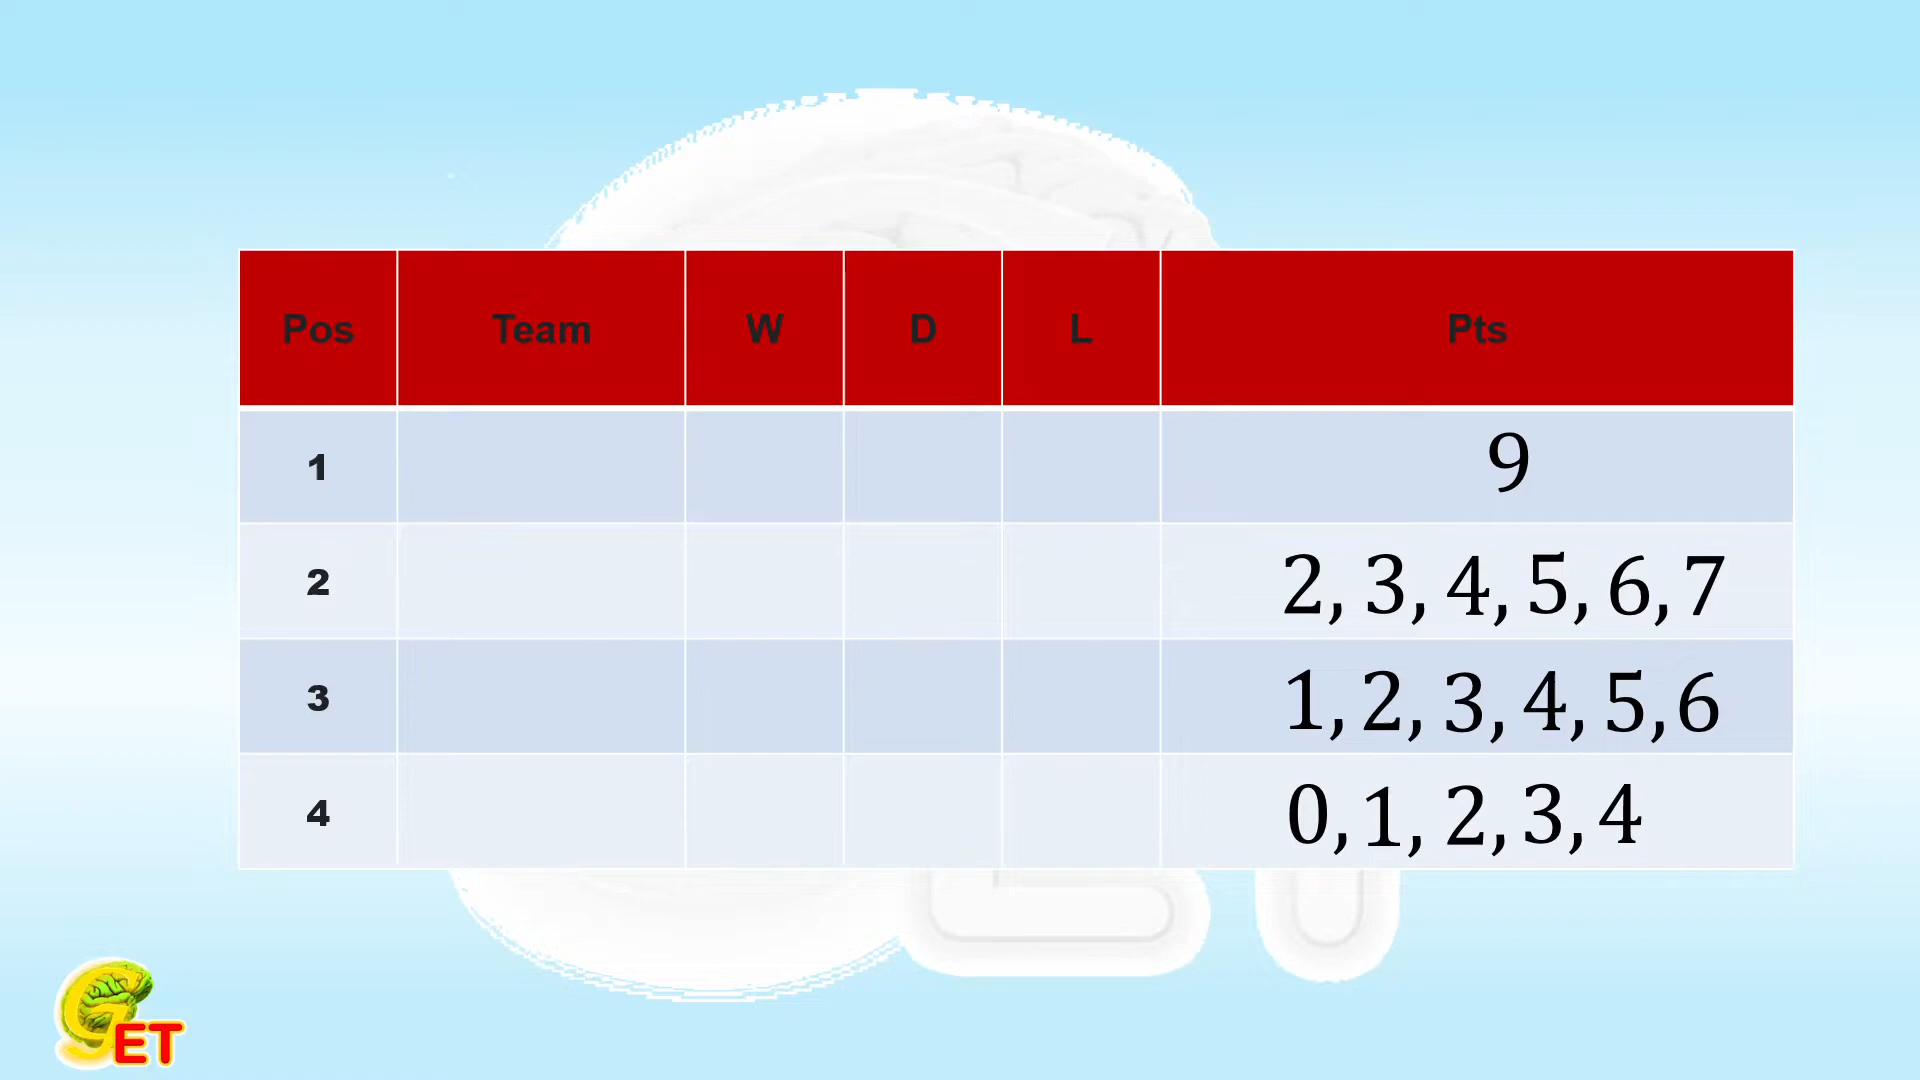 Pos Team W D L Pts
1 9
2 2, 3, 4, 5, 6, 7
3 1, 2, 3, 4, 5, 6
4 0, 1, 2, 3, 4
GET